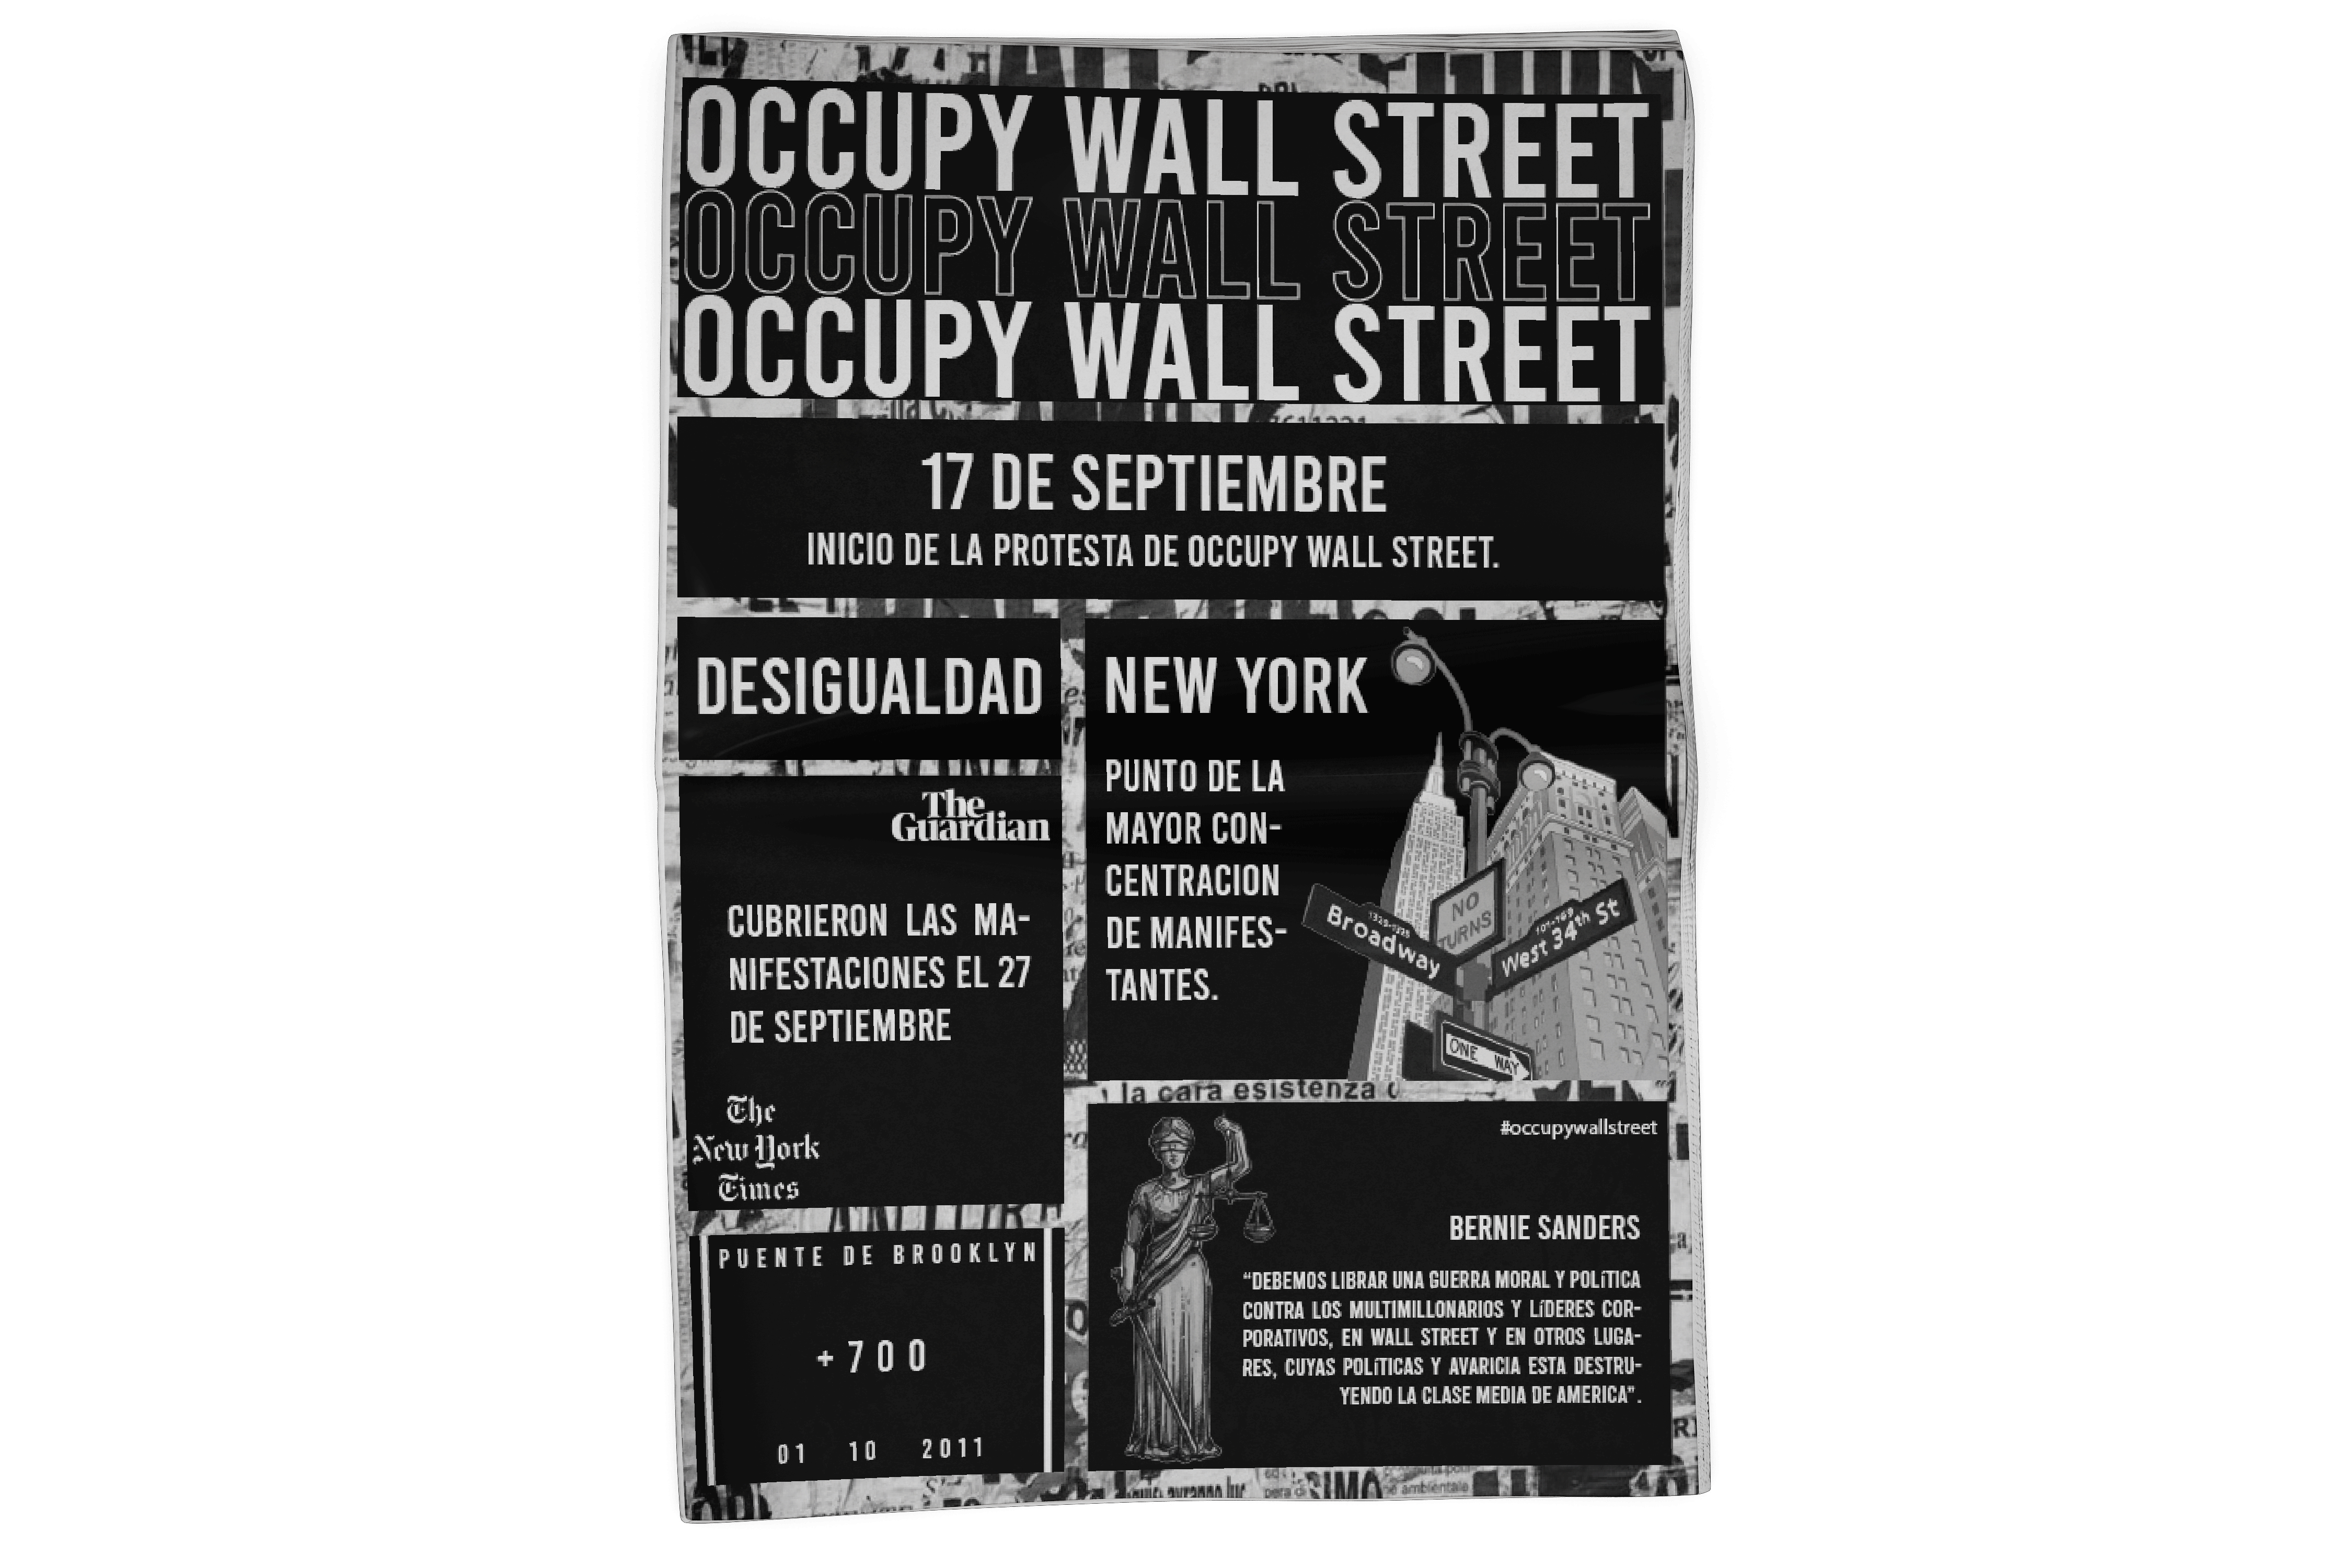 OCCUPY WALL STREET
OCCUPY WALL STREET
OCCUPY WALL STREET
17 DE SEPTIEMBRE
INICIO DE LA PROTESTA DE OCCUPY WALL STREET.
DESIGUALDAD
The
Guardian
CUBRIERON LAS MA-
NIFESTACIONES EL 27
DE SEPTIEMBRE
The
New York
Times
PUENTE DE BROOKLYN
+700
01 10 2011
NEW YORK
PUNTO DE LA
MAYOR CON-
CENTRACION
DE MANIFES-
TANTES.
NO
TURNS
Broadway
West 34th St
ONE WAY
la cara esistenza
#occupywallstreet
BERNIE SANDERS
“DEBEMOS LIBRAR UNA GUERRA MORAL Y POLíTICA
CONTRA LOS MULTIMILLONARIOS Y LíDERES COR-
PORATIVOS, EN WALL STREET Y EN OTROS LUGA-
RES, CUYAS POLíTICAS Y AVARICIA ESTA DESTRU-
YENDO LA CLASE MEDIA DE AMERICA”.